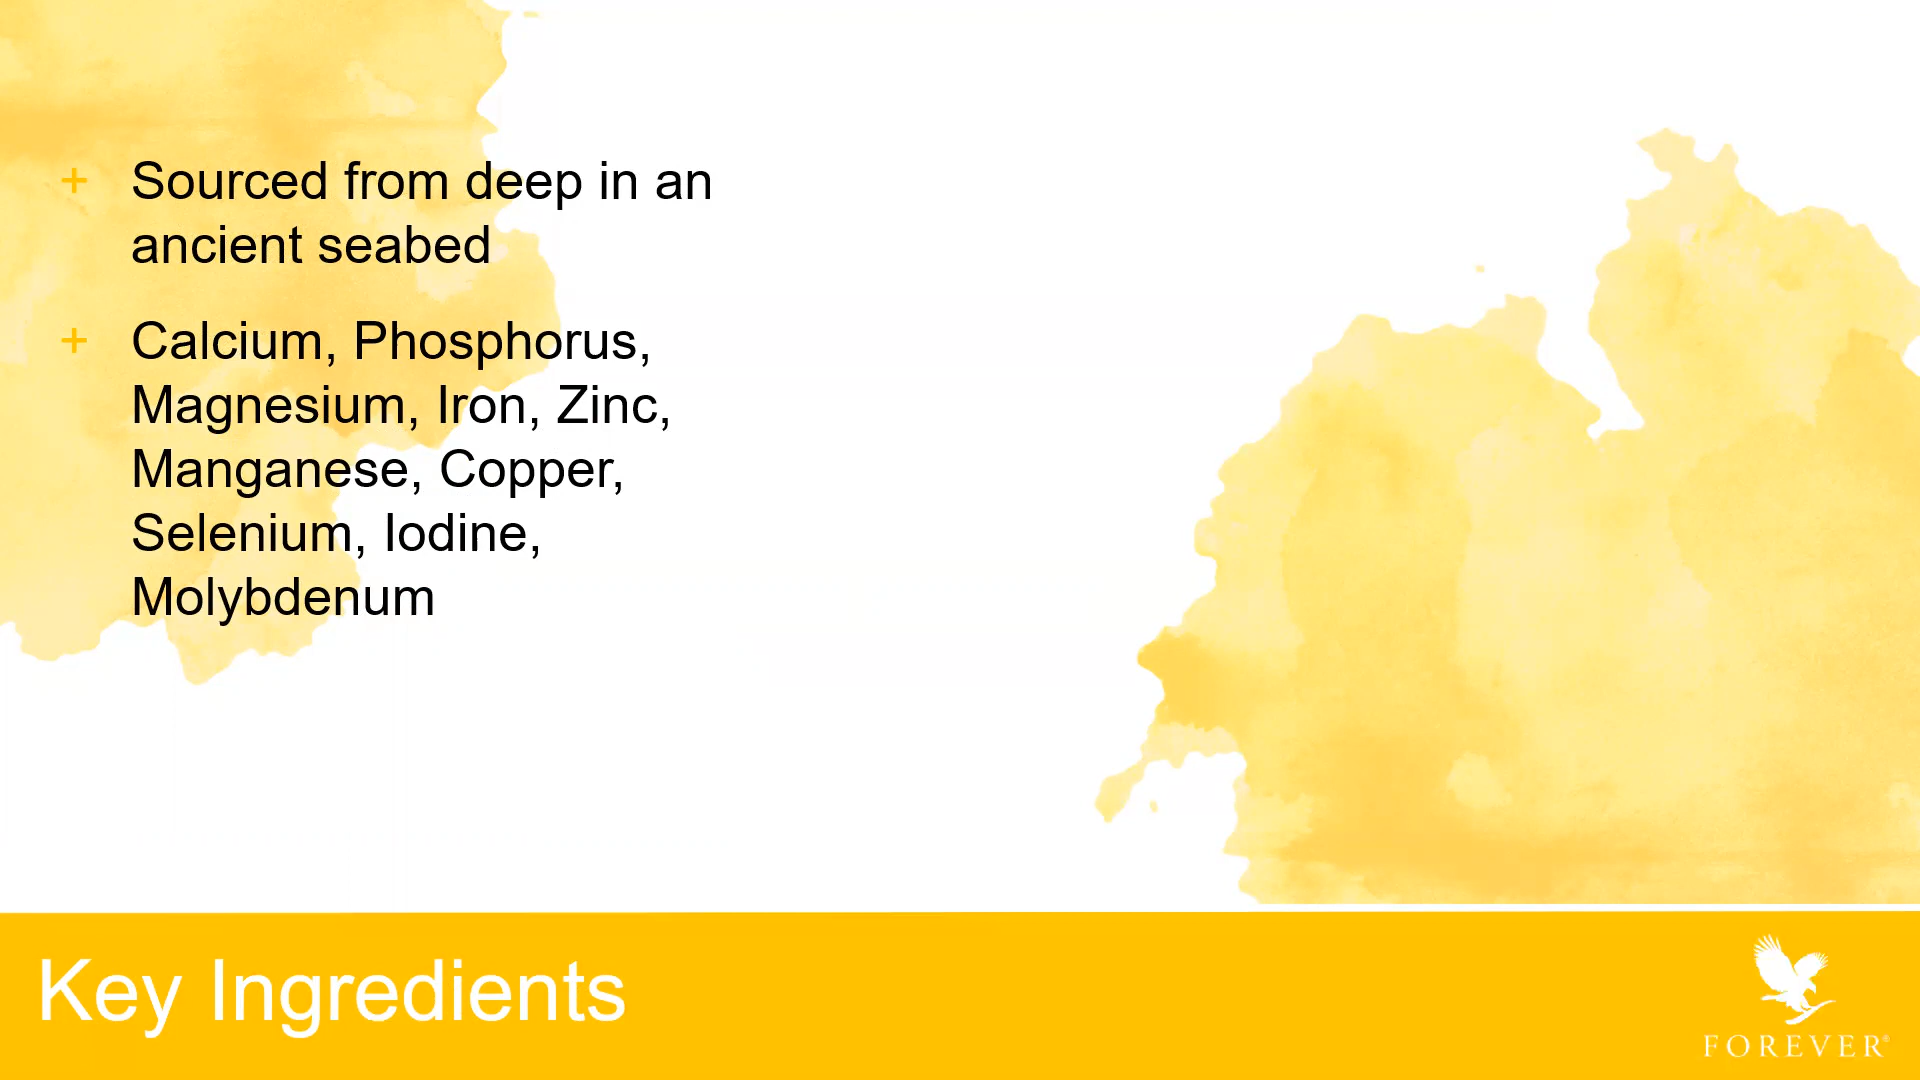 + Sourced from deep in an
ancient seabed
+ Calcium, Phosphorus,
Magnesium, Iron, Zinc,
Manganese, Copper,
Selenium, Iodine,
Molybdenum
Key Ingredients
FOREVER®